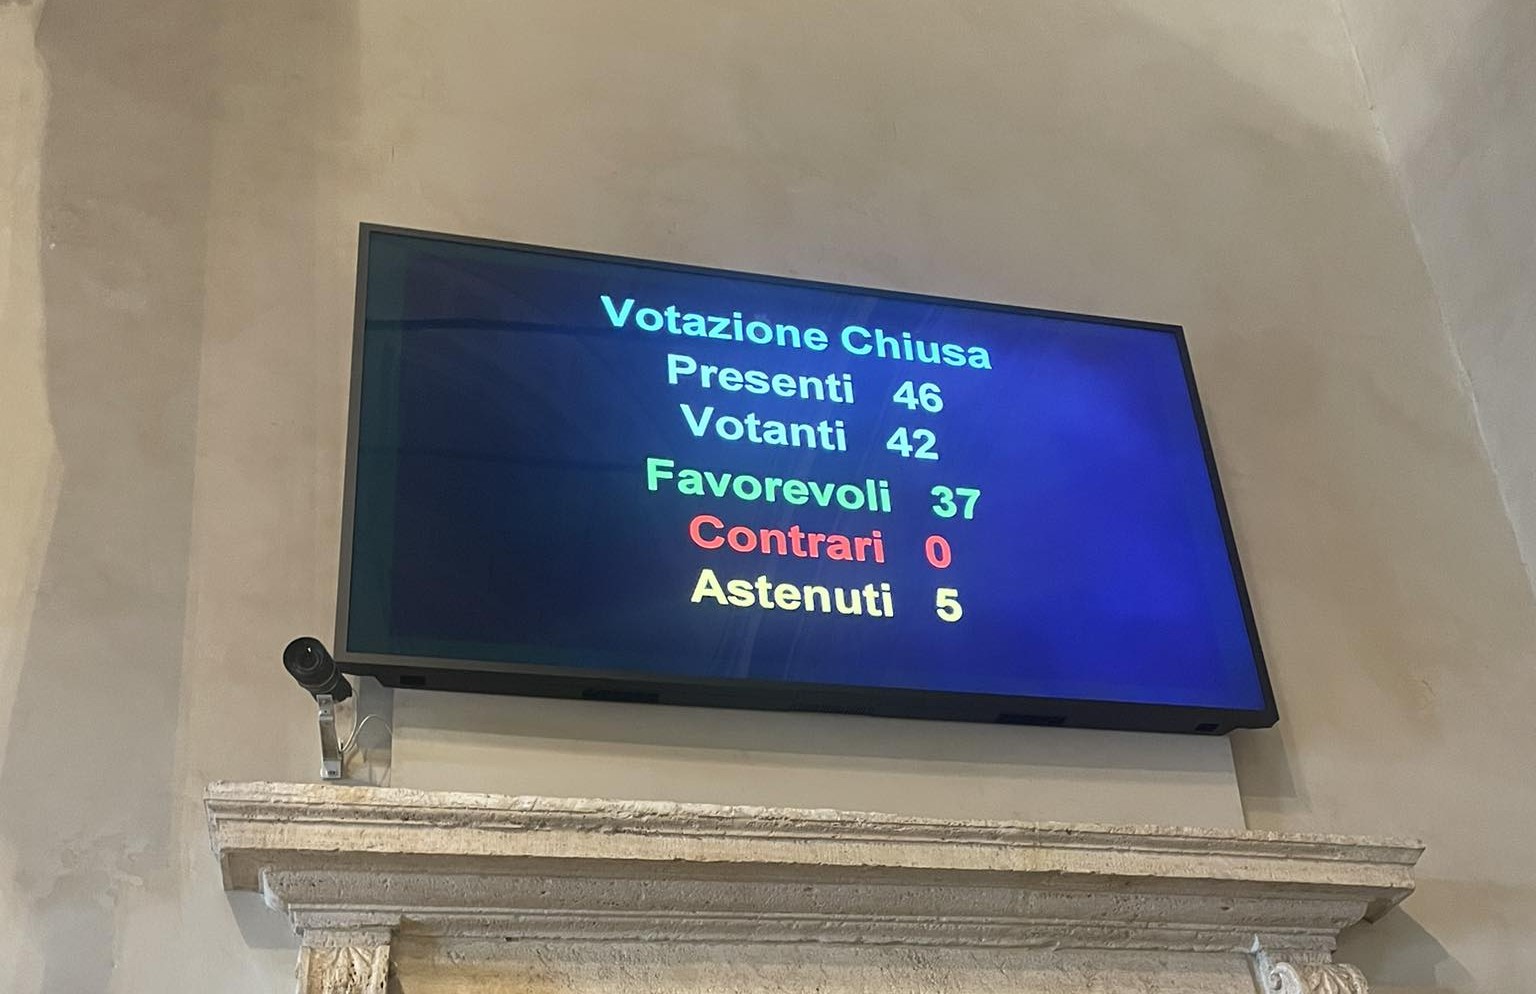 Votazione Chiusa
Presenti 46
Votanti 42
Favorevoli 37
Contrari 0
Astenuti 5